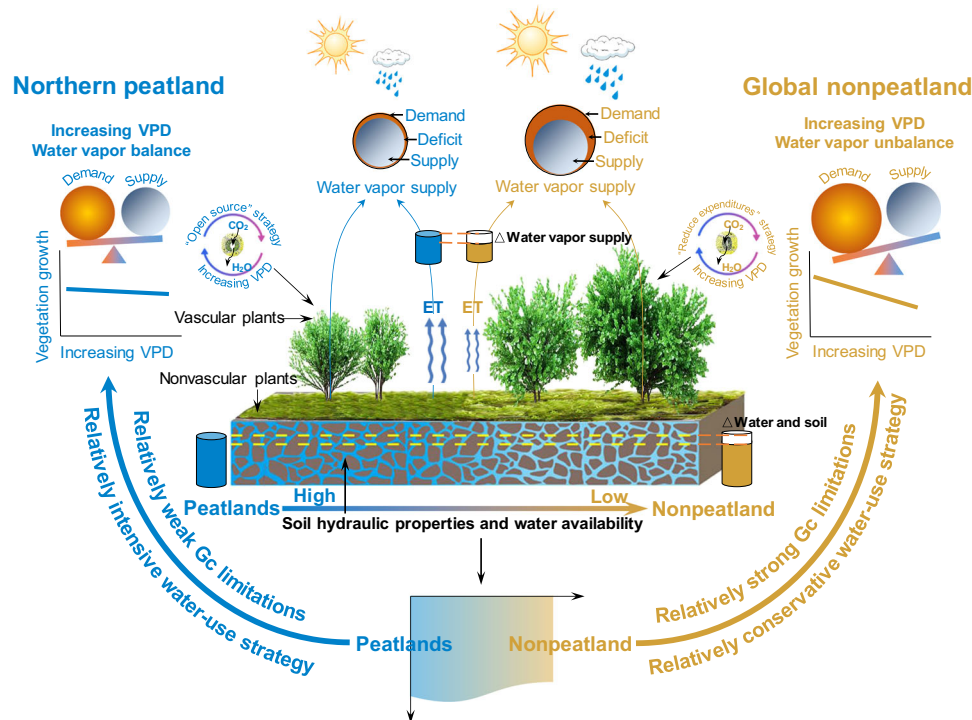 Northern peatland
Increasing VPD
Water vapor balance
Demand
Supply
Vegetation growth
Increasing VPD
"Open source" strategy
CO₂
H₂O
Increasing VPD
Vascular plants
Nonvascular plants
Demand
Deficit
Supply
Water vapor supply
Demand
Deficit
Supply
Water vapor supply
△Water vapor supply
ET
ET
Global nonpeatland
Increasing VPD
Water vapor unbalance
Demand
Supply
Vegetation growth
Increasing VPD
"Reduce expenditures" strategy
CO₂
H₂O
Increasing VPD
△Water and soil
Peatlands
High
Low
Nonpeatland
Soil hydraulic properties and water availability
Relatively weak Gc limitations
Relatively intensive water-use strategy
Relatively strong Gc limitations
Relatively conservative water-use strategy
Peatlands
Nonpeatland